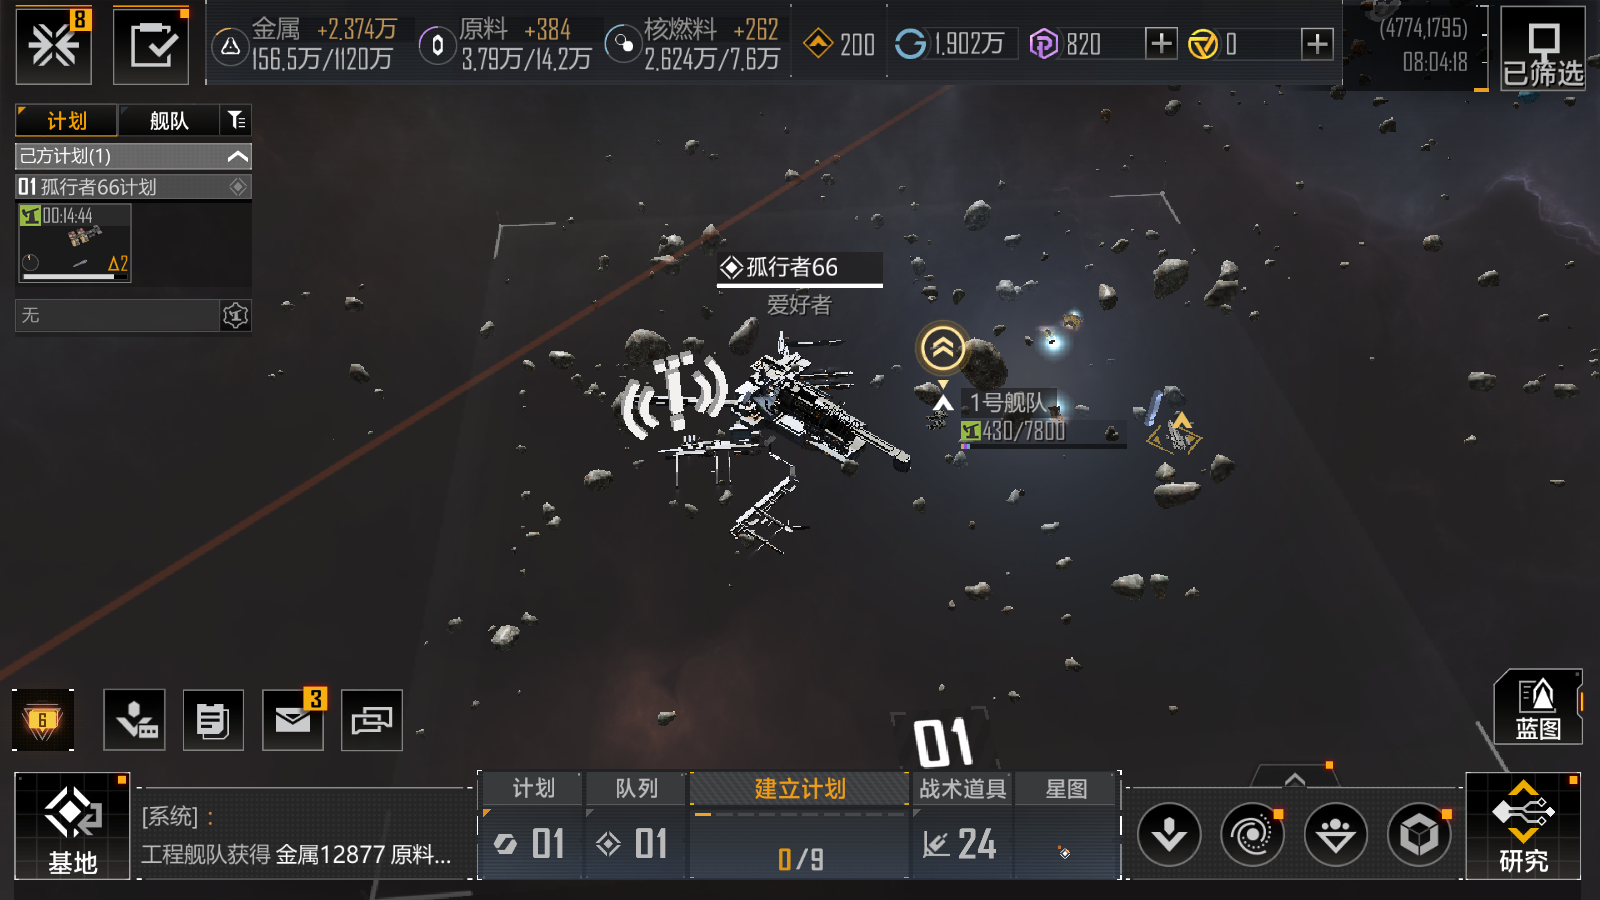 8
金属 +2.374万
156.5万/1120万
原料 +384
3.79万/14.2万
核燃料 +262
2.624万/7.6万
200
1.902万
820
0
(4774,1795)
08:04:18
已筛选
计划 舰队
己方计划(1)
01 孤行者66计划
00:14:44
2
无
孤行者66
爱好者
1号舰队
430/7800
6
3
01
蓝图
基地
[系统] :
工程舰队获得 金属12877 原料...
计划 队列 建立计划 战术道具 星图
01 01 0/9 24
研究